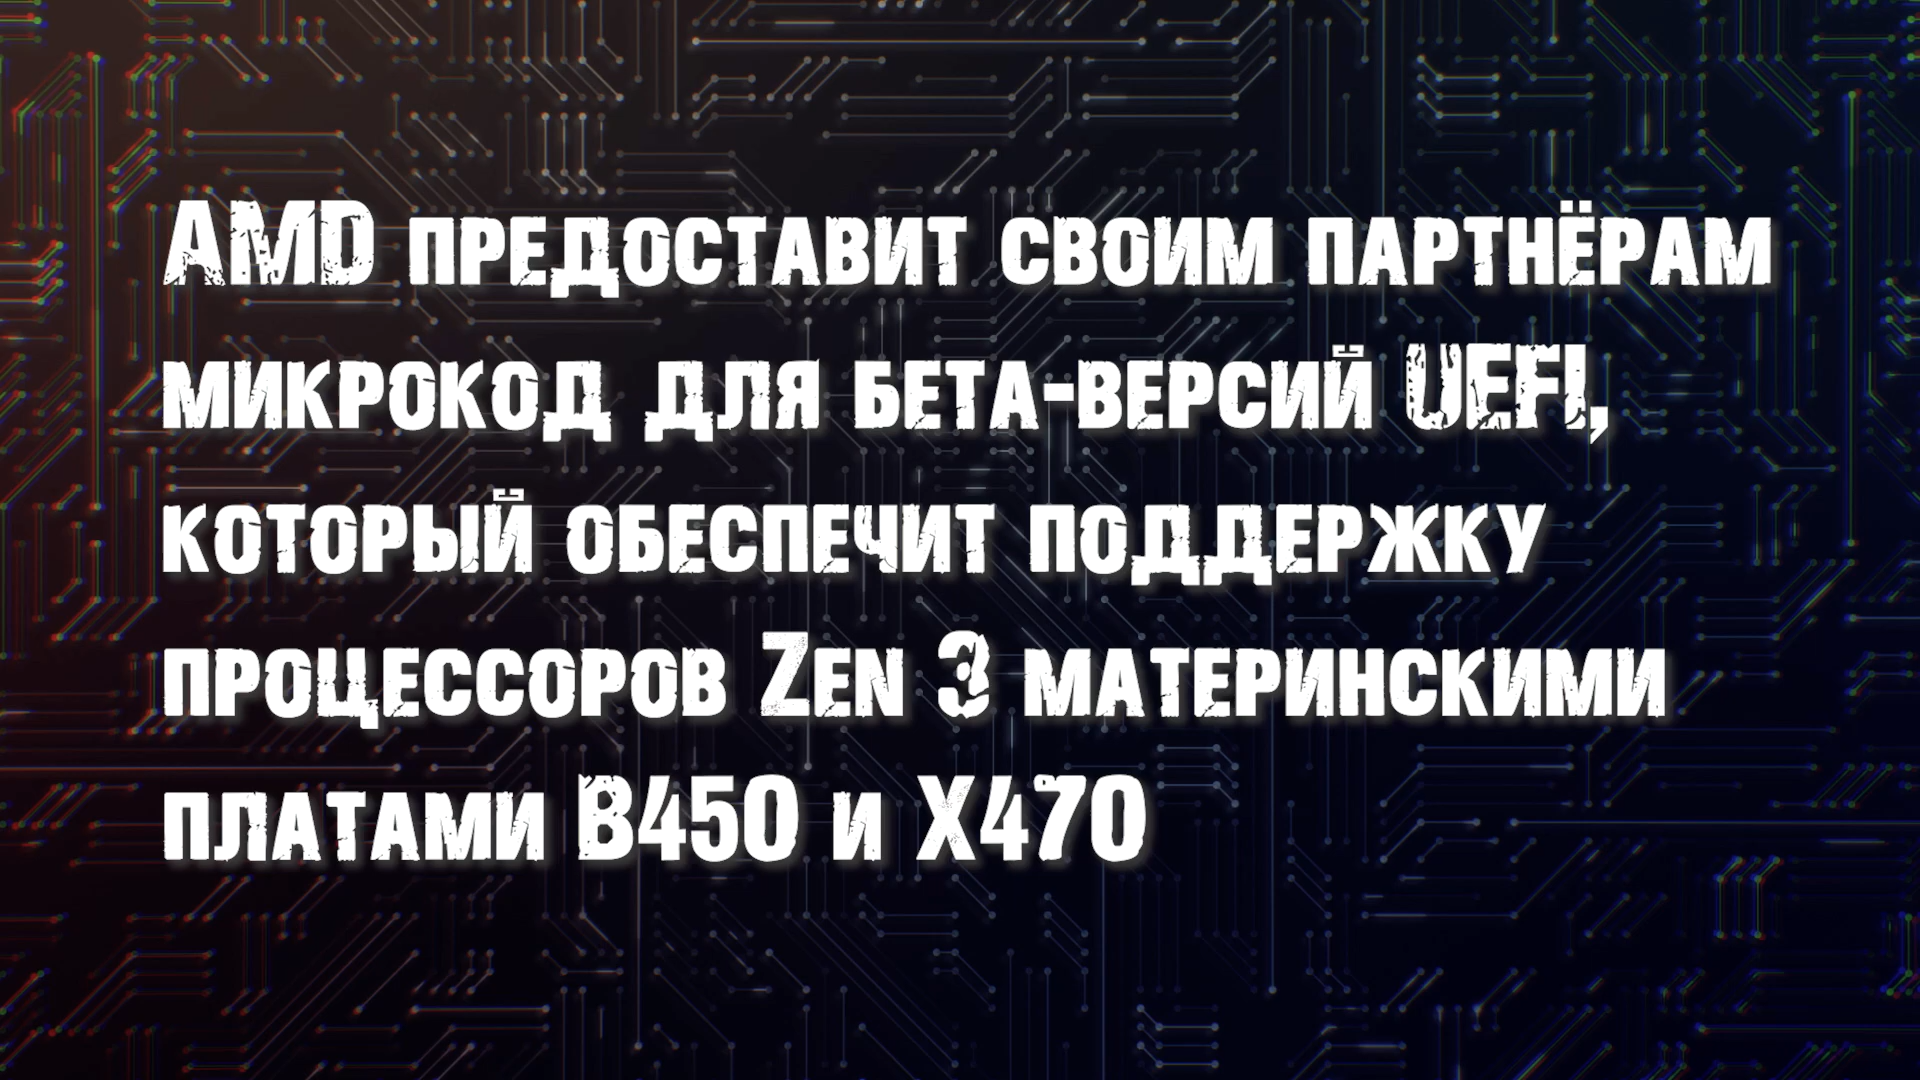 AMD предоставит своим партнёрам
микрокод для бета-версий UEFI,
который обеспечит поддержку
процессоров Zen 3 материнскими
платами B450 и X470